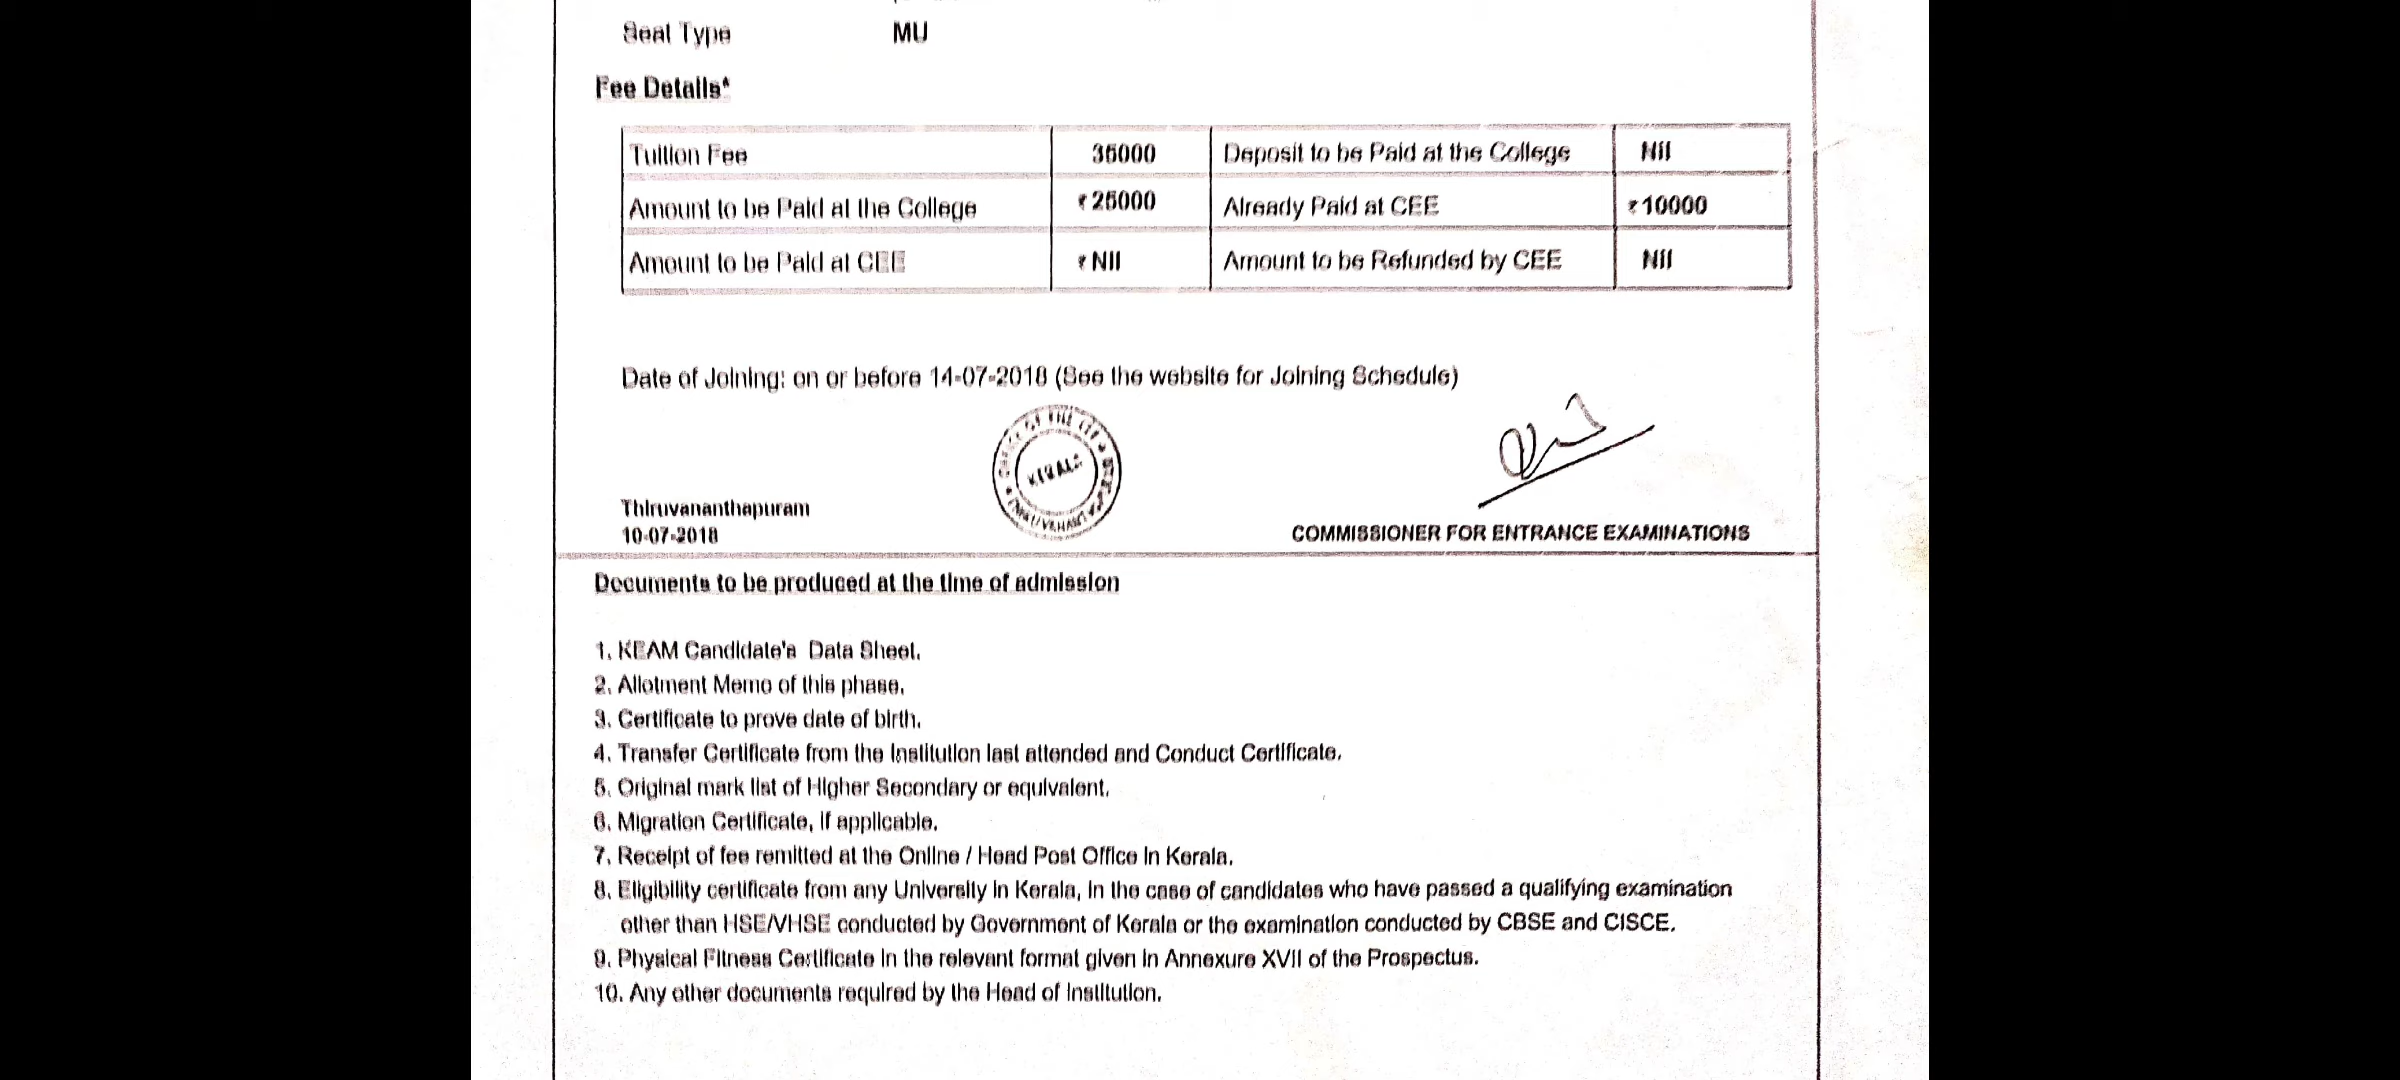 Seat Type MU
Fee Details*
Tuition Fee 35000 Deposit to be Paid at the College Nil
Amount to be Paid at the College ₹25000 Already Paid at CEE ₹10000
Amount to be Paid at CEE ₹Nil Amount to be Refunded by CEE Nil
Date of Joining: on or before 14-07-2018 (See the website for Joining Schedule)
KERALA
Thiruvananthapuram
10-07-2018
COMMISSIONER FOR ENTRANCE EXAMINATIONS
Documents to be produced at the time of admission
1. KEAM Candidate's Data Sheet.
2. Allotment Memo of this phase.
3. Certificate to prove date of birth.
4. Transfer Certificate from the Institution last attended and Conduct Certificate.
5. Original mark list of Higher Secondary or equivalent.
6. Migration Certificate, if applicable.
7. Receipt of fee remitted at the Online / Head Post Office in Kerala.
8. Eligibility certificate from any University in Kerala, in the case of candidates who have passed a qualifying examination
other than HSE/VHSE conducted by Government of Kerala or the examination conducted by CBSE and CISCE.
9. Physical Fitness Certificate in the relevant format given in Annexure XVII of the Prospectus.
10. Any other documents required by the Head of Institution.